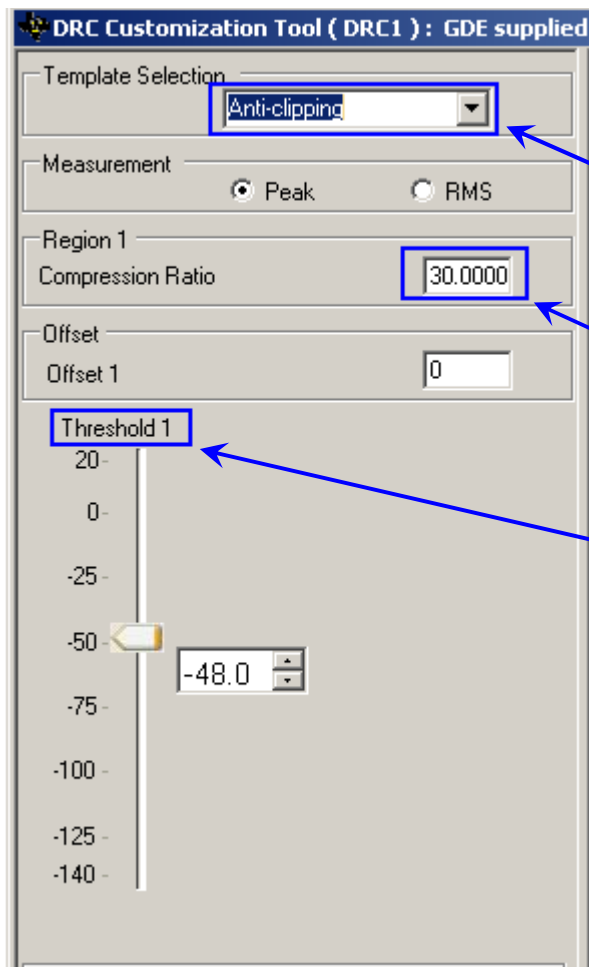 DRC Customization Tool ( DRC1 ) : GDE supplied
Template Selection
Anti-clipping
Measurement
Peak
RMS
Region 1
Compression Ratio
30.0000
Offset
Offset 1
0
Threshold 1
20
0
-25
-50
-48.0
-75
-100
-125
-140